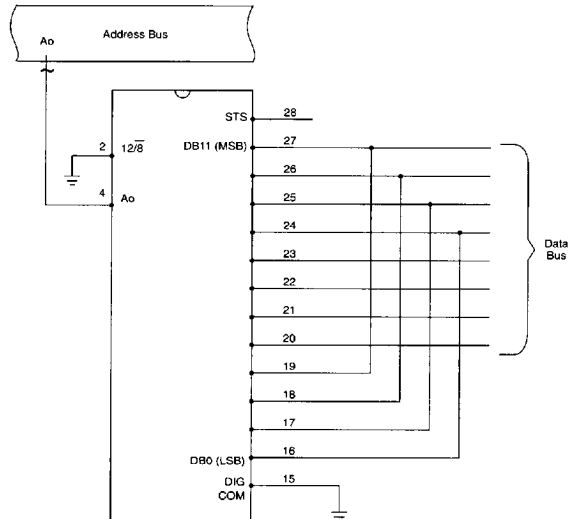 Address Bus
Ao
STS 28
2 12/8̅ DB11 (MSB) 27
26
4 Ao 25
24
Data
Bus
23
22
21
20
19
18
17
16
DB0 (LSB)
DIG
COM
15